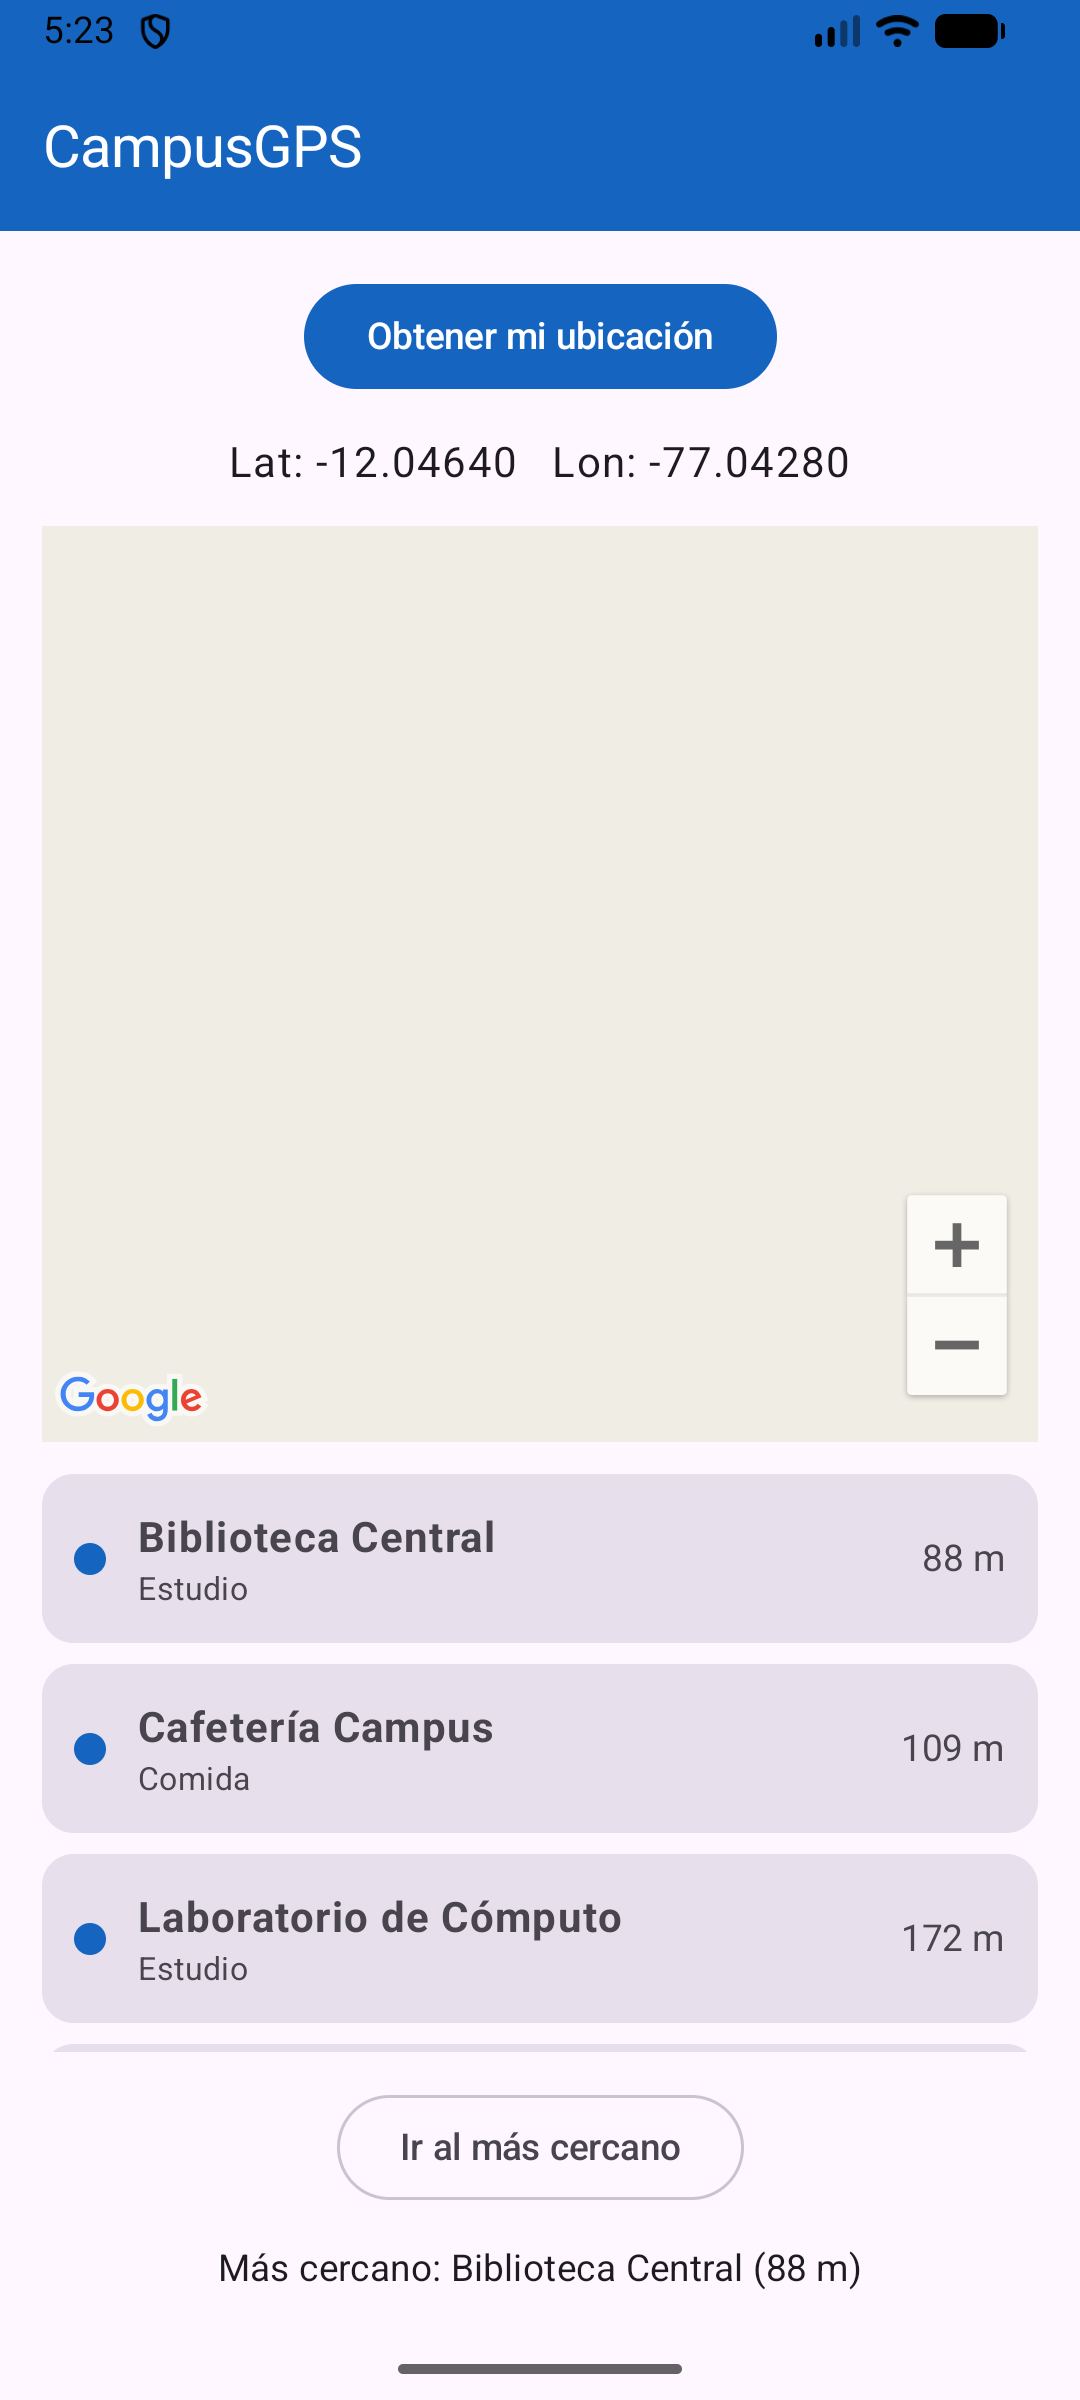 5:23
CampusGPS
Obtener mi ubicación
Lat: -12.04640   Lon: -77.04280
Google
Biblioteca Central
Estudio
88 m
Cafetería Campus
Comida
109 m
Laboratorio de Cómputo
Estudio
172 m
Ir al más cercano
Más cercano: Biblioteca Central (88 m)